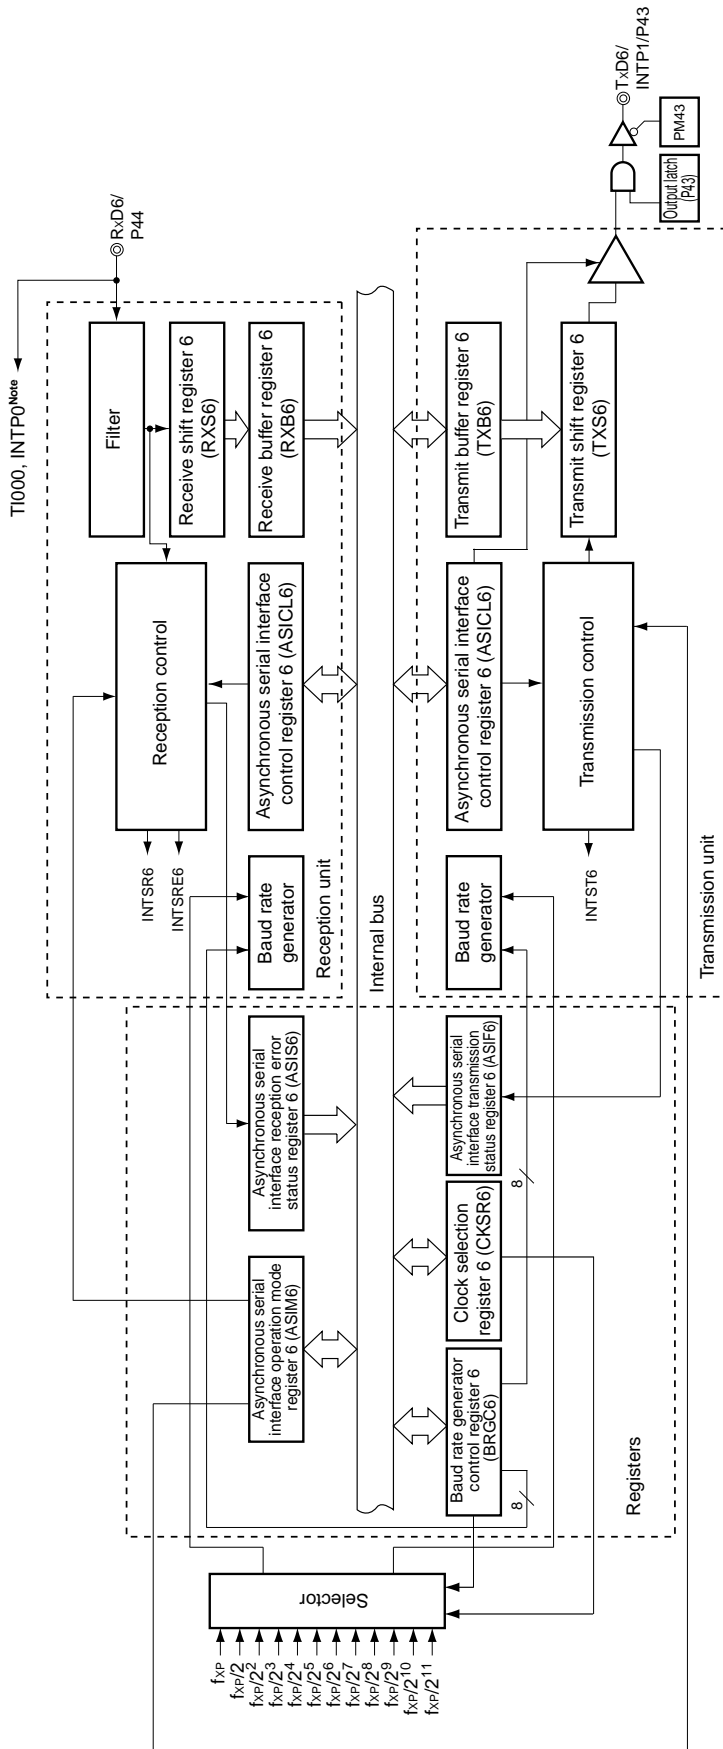 TI000, INTP0Note
RxD6/
P44
Filter
Receive shift register 6
(RXS6)
Receive buffer register 6
(RXB6)
Reception control
INTSR6
INTSRE6
Asynchronous serial interface
control register 6 (ASICL6)
Baud rate
generator
Reception unit
Asynchronous serial
interface operation mode
register 6 (ASIM6)
Asynchronous serial
interface reception error
status register 6 (ASIS6)
Internal bus
fXP
fXP/2
fXP/2²
fXP/2³
fXP/2⁴
fXP/2⁵
fXP/2⁶
fXP/2⁷
fXP/2⁸
fXP/2⁹
fXP/2¹⁰
fXP/2¹¹
Selector
Baud rate generator
control register 6
(BRGC6)
8
Clock selection
register 6 (CKSR6)
8
Asynchronous serial
interface transmission
status register 6 (ASIF6)
Registers
Baud rate
generator
Asynchronous serial interface
control register 6 (ASICL6)
Transmit buffer register 6
(TXB6)
INTST6
Transmission control
Transmit shift register 6
(TXS6)
Transmission unit
TxD6/
INTP1/P43
Output latch
(P43)
PM43